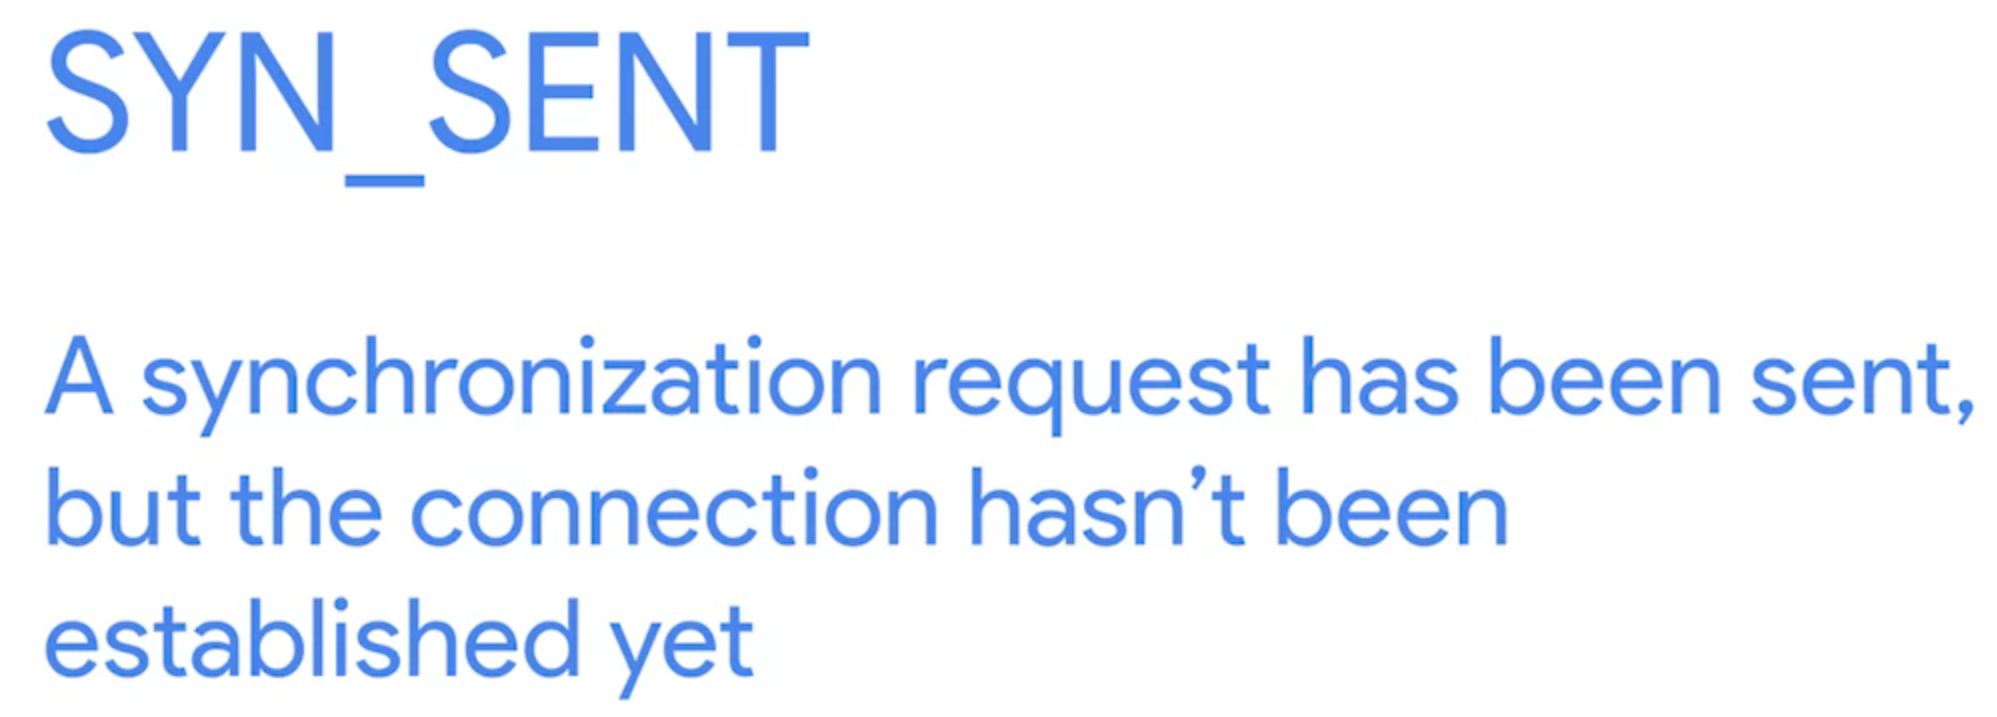 SYN_SENT
A synchronization request has been sent,
but the connection hasn’t been
established yet